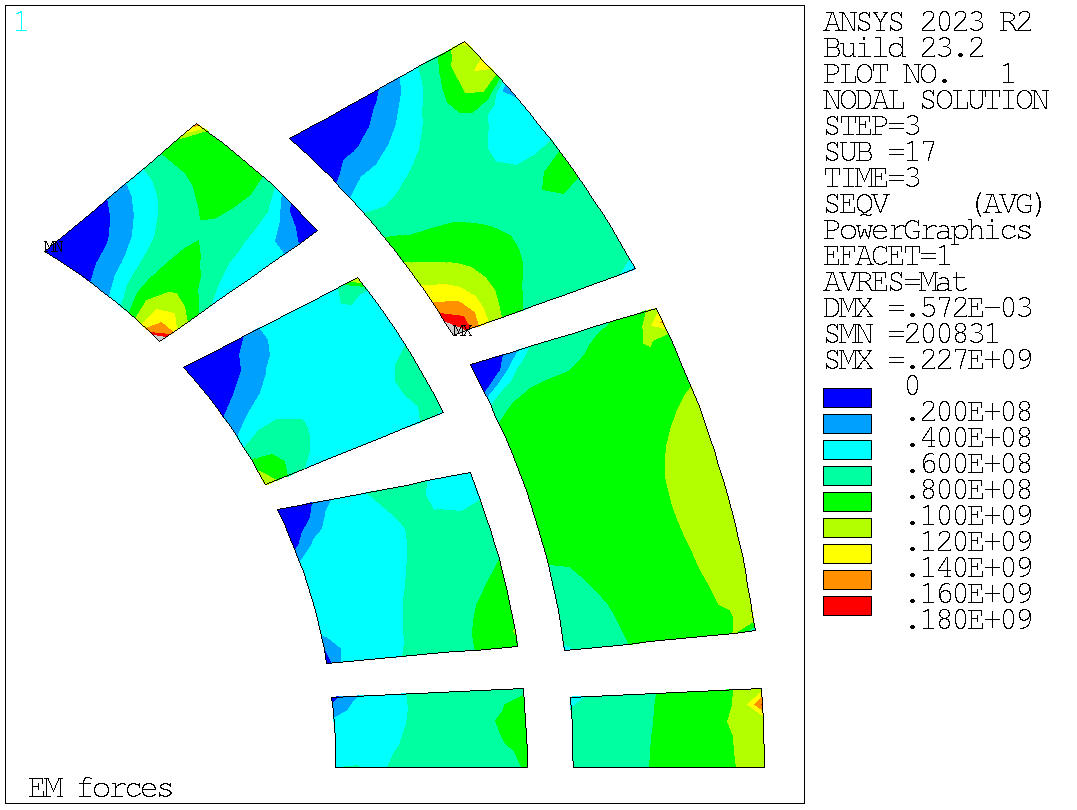 1
ANSYS 2023 R2
Build 23.2
PLOT NO. 1
NODAL SOLUTION
STEP=3
SUB =17
TIME=3
SEQV (AVG)
PowerGraphics
EFACET=1
AVRES=Mat
DMX =.572E-03
SMN =200831
SMX =.227E+09
0
.200E+08
.400E+08
.600E+08
.800E+08
.100E+09
.120E+09
.140E+09
.160E+09
.180E+09
MX
EM forces